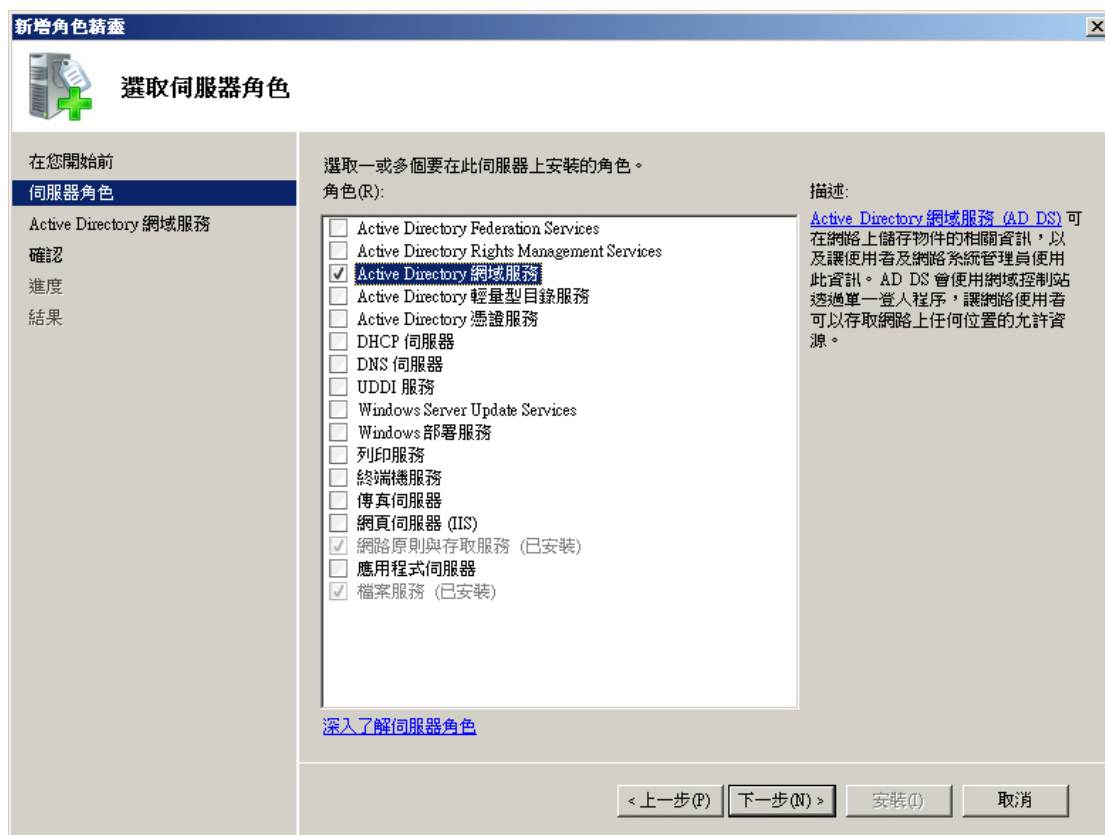 新增角色精靈
選取伺服器角色
在您開始前
伺服器角色
Active Directory 網域服務
確認
進度
結果
選取一或多個要在此伺服器上安裝的角色。
角色(R):
Active Directory Federation Services
Active Directory Rights Management Services
Active Directory 網域服務
Active Directory 輕量型目錄服務
Active Directory 憑證服務
DHCP 伺服器
DNS 伺服器
UDDI 服務
Windows Server Update Services
Windows 部署服務
列印服務
終端機服務
傳真伺服器
網頁伺服器 (IIS)
網路原則與存取服務 (已安裝)
應用程式伺服器
檔案服務 (已安裝)
深入了解伺服器角色
描述:
Active Directory 網域服務 (AD DS) 可
在網路上儲存物件的相關資訊,以
及讓使用者及網路系統管理員使用
此資訊。AD DS 會使用網域控制站
透過單一登入程序,讓網路使用者
可以存取網路上任何位置的允許資
源。
< 上一步(P)
下一步(N) >
安裝(I)
取消